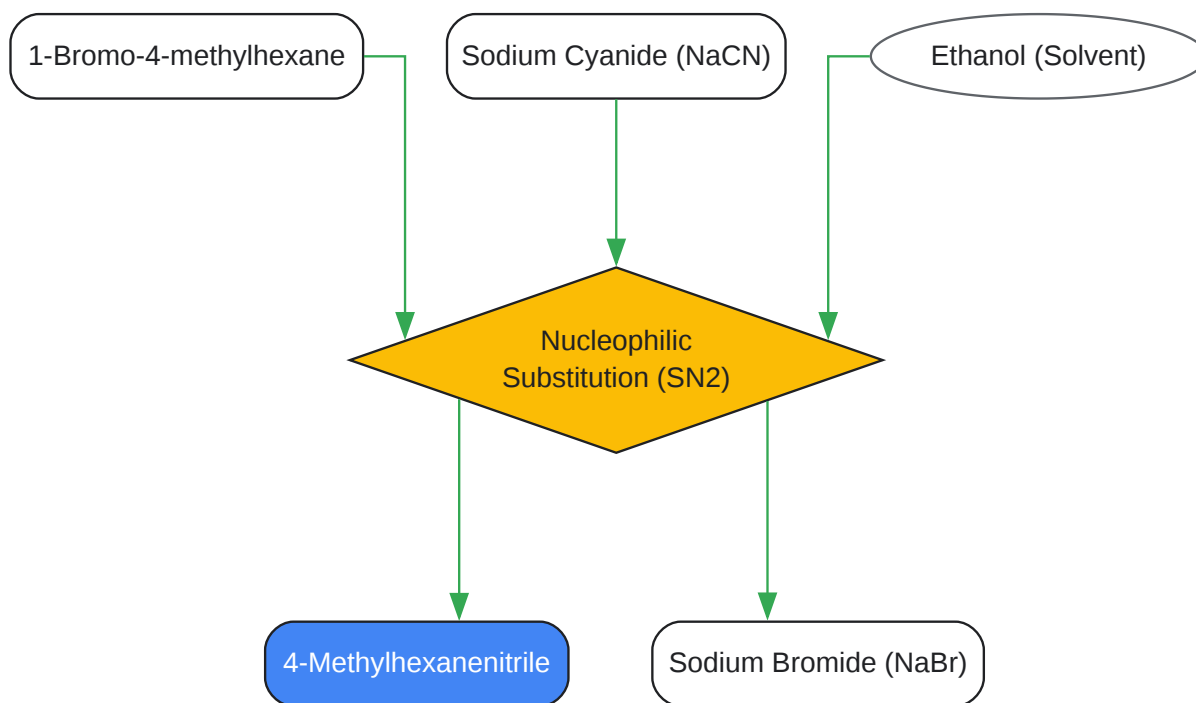 1-Bromo-4-methylhexane
Sodium Cyanide (NaCN)
Ethanol (Solvent)
Nucleophilic
Substitution (SN2)
4-Methylhexanenitrile
Sodium Bromide (NaBr)